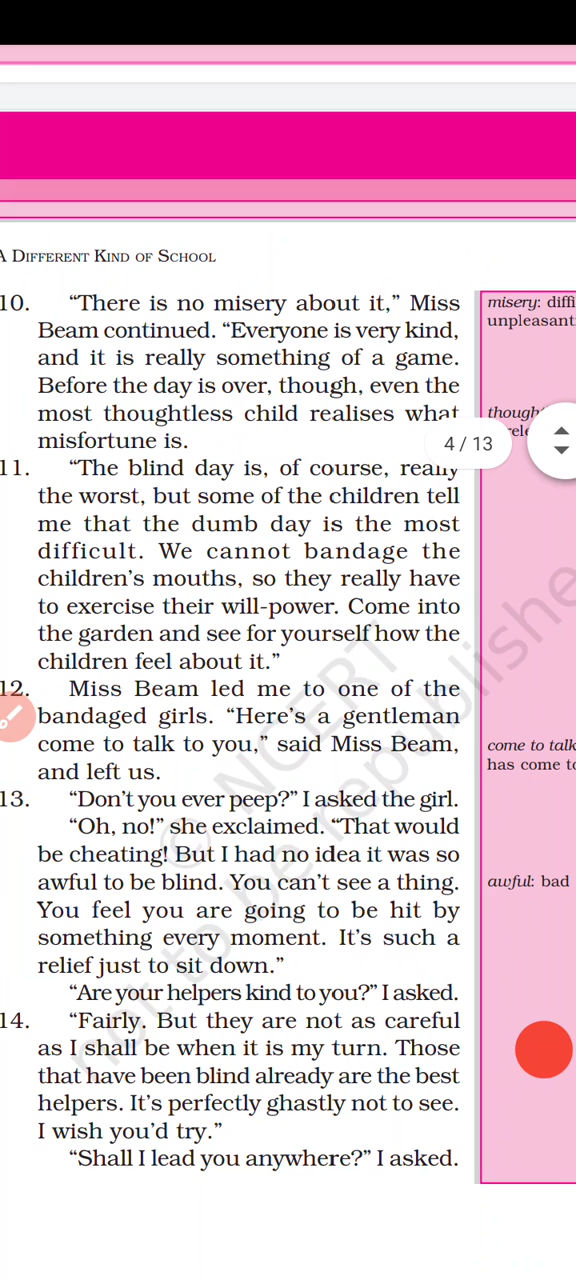 A DIFFERENT KIND OF SCHOOL
10. “There is no misery about it,” Miss
Beam continued. “Everyone is very kind,
and it is really something of a game.
Before the day is over, though, even the
most thoughtless child realises what
misfortune is.
11. “The blind day is, of course, really
the worst, but some of the children tell
me that the dumb day is the most
difficult. We cannot bandage the
children’s mouths, so they really have
to exercise their will-power. Come into
the garden and see for yourself how the
children feel about it.”
12. Miss Beam led me to one of the
bandaged girls. “Here’s a gentleman
come to talk to you,” said Miss Beam,
and left us.
13. “Don’t you ever peep?” I asked the girl.
“Oh, no!” she exclaimed. “That would
be cheating! But I had no idea it was so
awful to be blind. You can’t see a thing.
You feel you are going to be hit by
something every moment. It’s such a
relief just to sit down.”
“Are your helpers kind to you?” I asked.
14. “Fairly. But they are not as careful
as I shall be when it is my turn. Those
that have been blind already are the best
helpers. It’s perfectly ghastly not to see.
I wish you’d try.”
“Shall I lead you anywhere?” I asked.
misery:
4/13
come to talk
has come
awful: bad
© NCERT
not to be